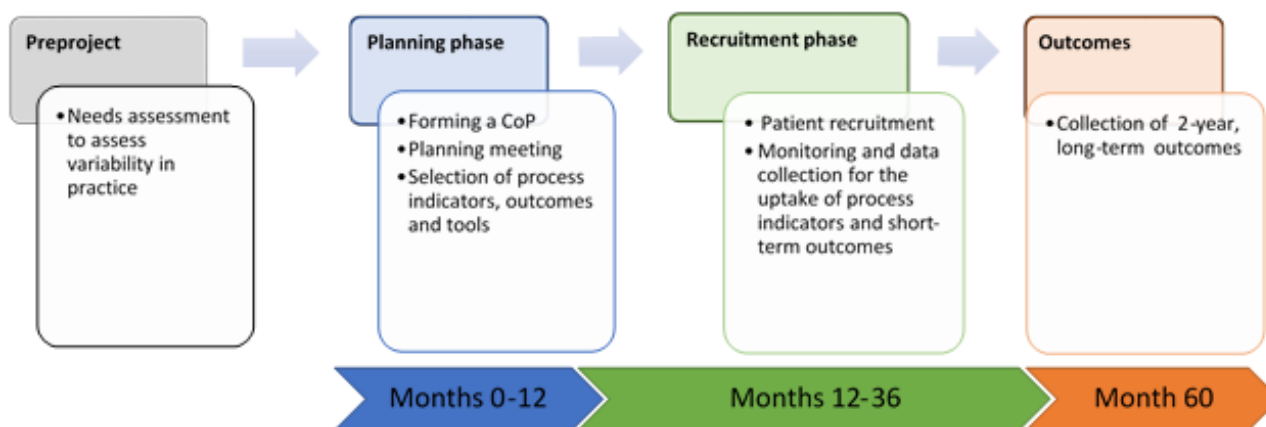 Preproject
• Needs assessment
to assess
variability in
practice
Planning phase
• Forming a CoP
• Planning meeting
• Selection of process
indicators, outcomes
and tools
Recruitment phase
• Patient recruitment
• Monitoring and data
collection for the
uptake of process
indicators and short-
term outcomes
Outcomes
• Collection of 2-year,
long-term outcomes
Months 0-12
Months 12-36
Month 60